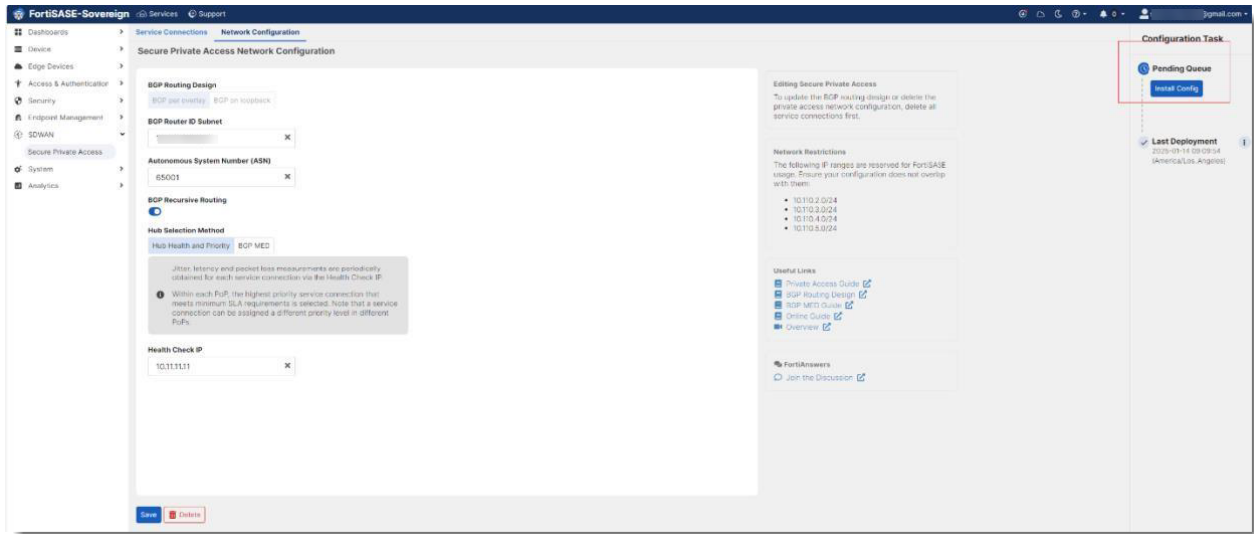 FortiSASE-Sovereign Services Support
0
@gmail.com
Dashboards
Device
Edge Devices
Access & Authentication
Security
Endpoint Management
SDWAN
Secure Private Access
System
Analytics
Service Connections Network Configuration
Secure Private Access Network Configuration
BGP Routing Design
BGP per overlay BGP on loopback
BGP Router ID Subnet
Autonomous System Number (ASN)
65001
BGP Recursive Routing
Hub Selection Method
Hub Health and Priority BGP MED
Jitter, latency and packet loss measurements are periodically
obtained for each service connection via the Health Check IP.
Within each PoP, the highest priority service connection that
meets minimum SLA requirements is selected. Note that a service
connection can be assigned a different priority level in different
PoPs.
Health Check IP
10.11.11.11
Save Delete
Editing Secure Private Access
To update the BGP routing design or delete the
private access network configuration, delete all
service connections first.
Network Restrictions
The following IP ranges are reserved for FortiSASE
usage. Ensure your configuration does not overlap
with them:
• 10.110.2.0/24
• 10.110.3.0/24
• 10.110.4.0/24
• 10.110.5.0/24
Useful Links
Private Access Guide
BGP Routing Design
BGP MED Guide
Online Guide
Overview
FortiAnswers
Join the Discussion
Configuration Task
Pending Queue
Install Config
Last Deployment
2025-01-14 09:09:54
(America/Los_Angeles)